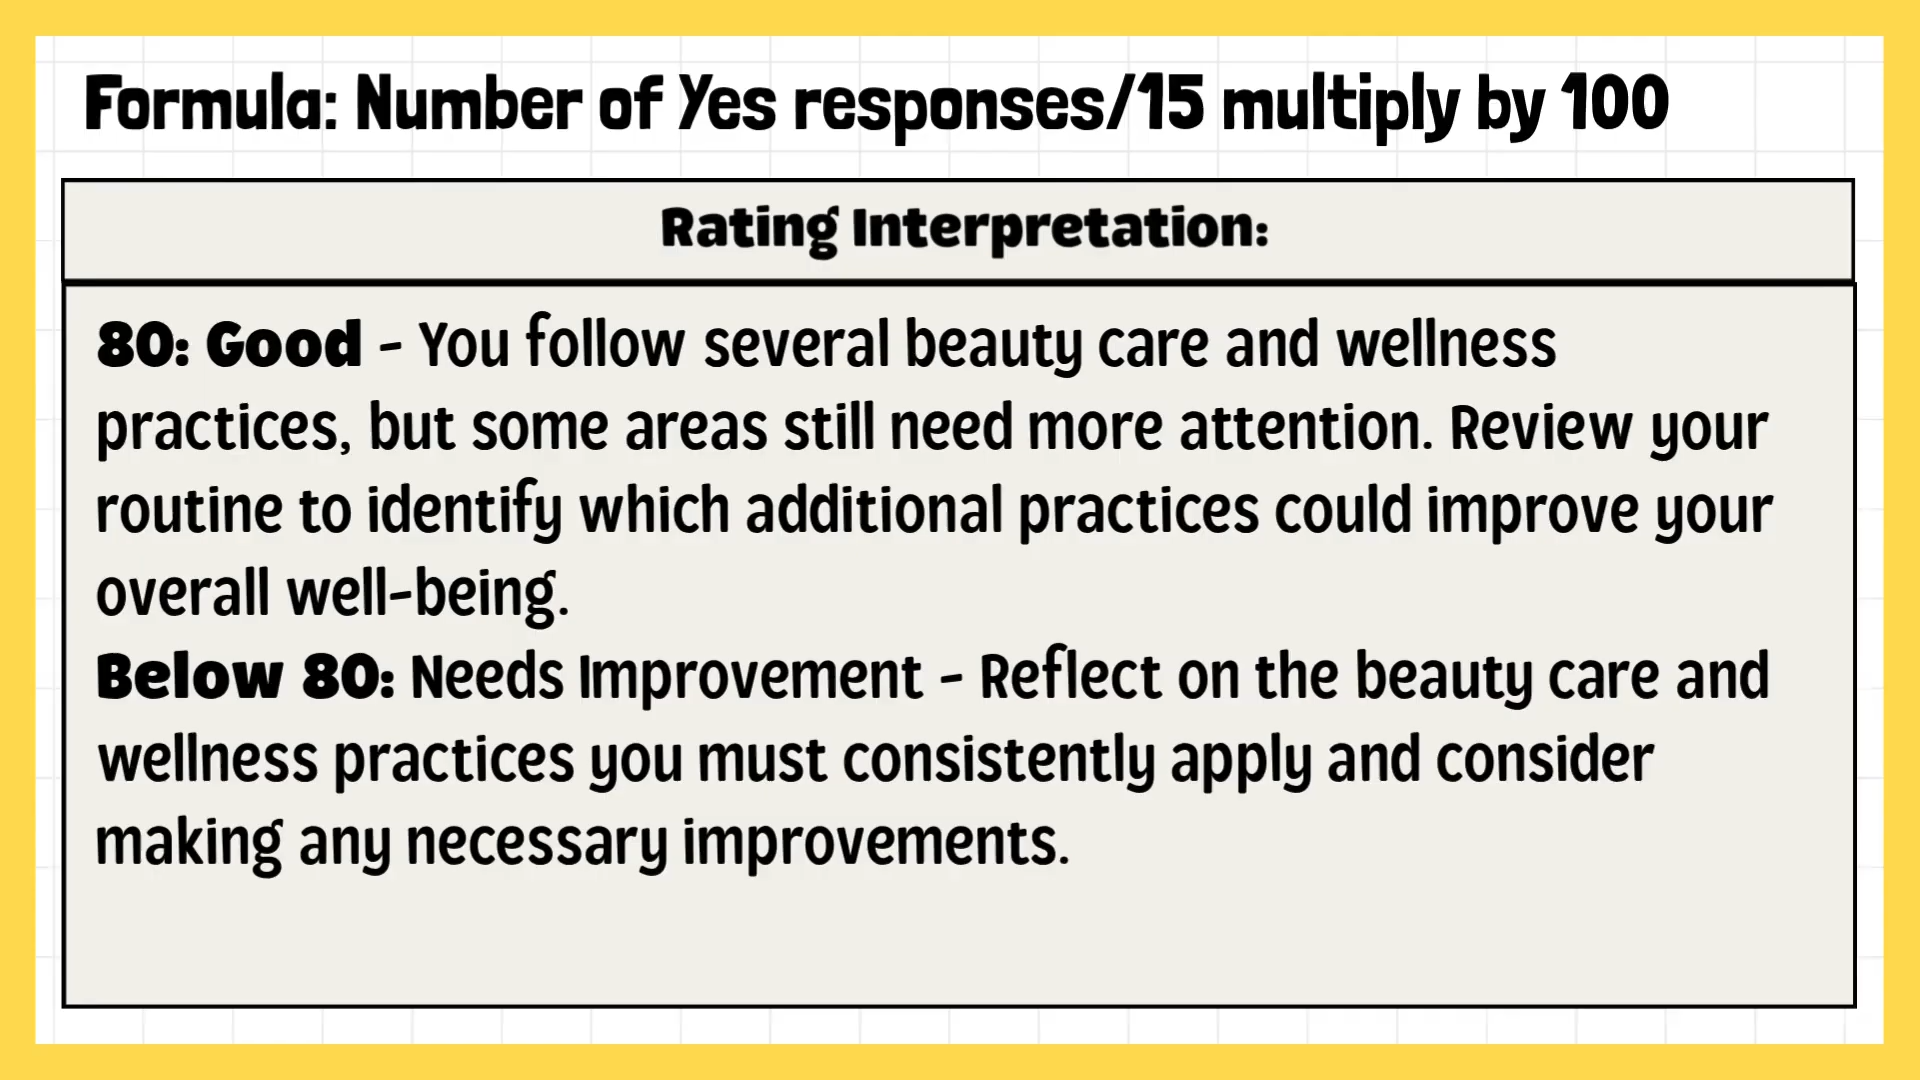 Formula: Number of Yes responses/15 multiply by 100
Rating Interpretation:
80: Good - You follow several beauty care and wellness
practices, but some areas still need more attention. Review your
routine to identify which additional practices could improve your
overall well-being.
Below 80: Needs Improvement - Reflect on the beauty care and
wellness practices you must consistently apply and consider
making any necessary improvements.